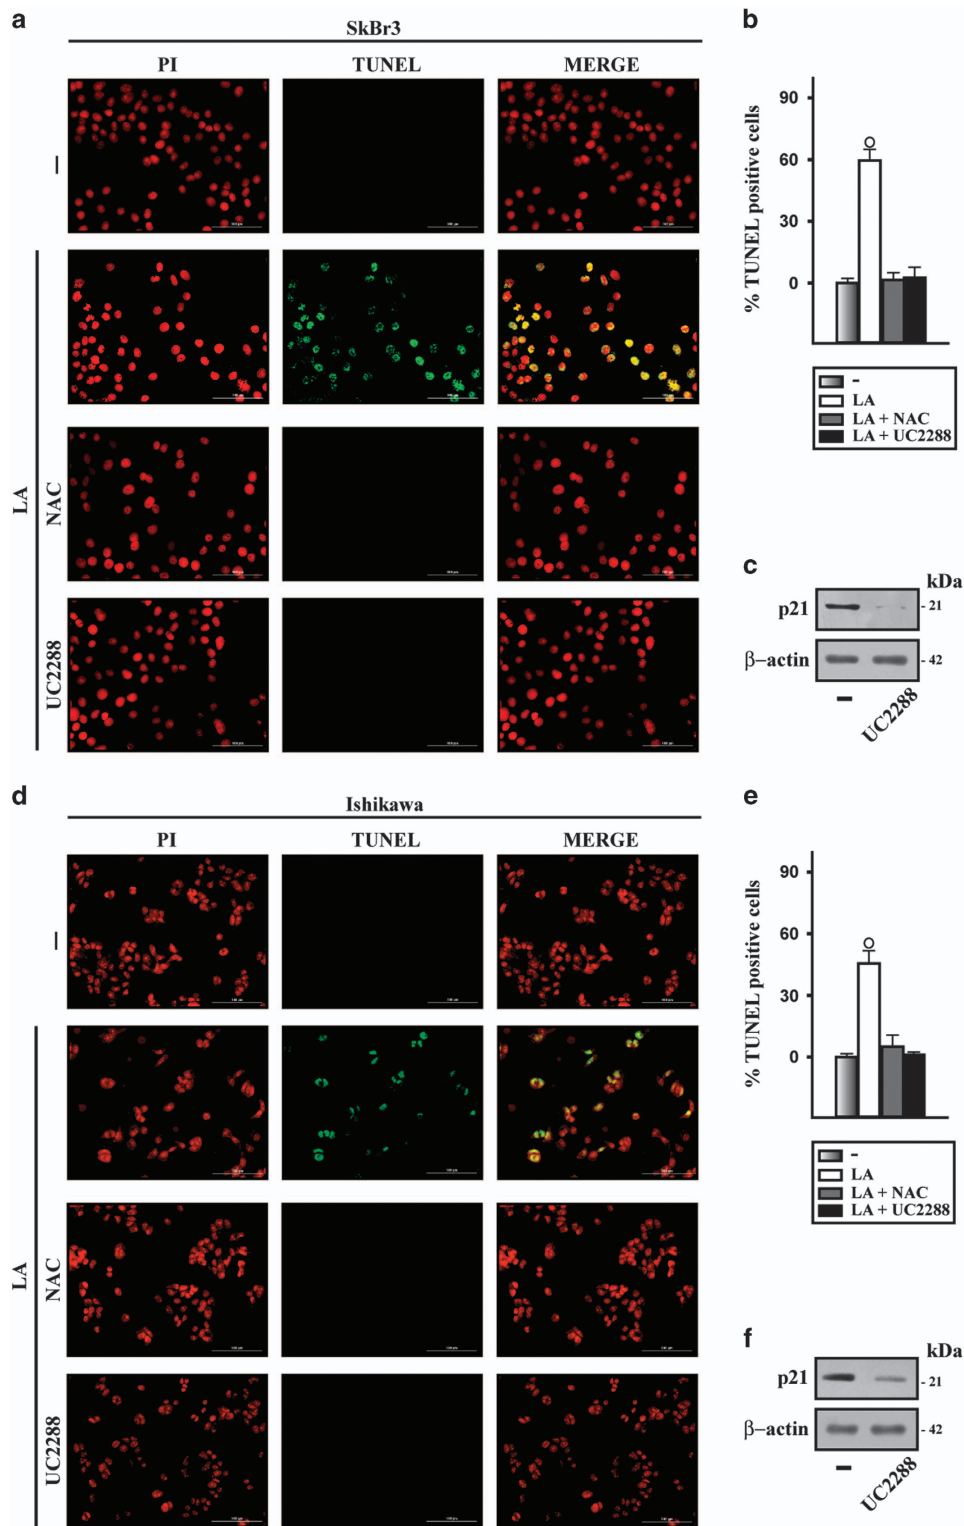 a
SkBr3
PI TUNEL MERGE
–
LA
NAC
UC2288
b
% TUNEL positive cells
90
60
30
0
–
LA
LA + NAC
LA + UC2288
c
kDa
p21 - 21
β–actin - 42
–
UC2288
d
Ishikawa
PI TUNEL MERGE
–
LA
NAC
UC2288
e
% TUNEL positive cells
90
60
30
0
–
LA
LA + NAC
LA + UC2288
f
kDa
p21 - 21
β–actin - 42
–
UC2288